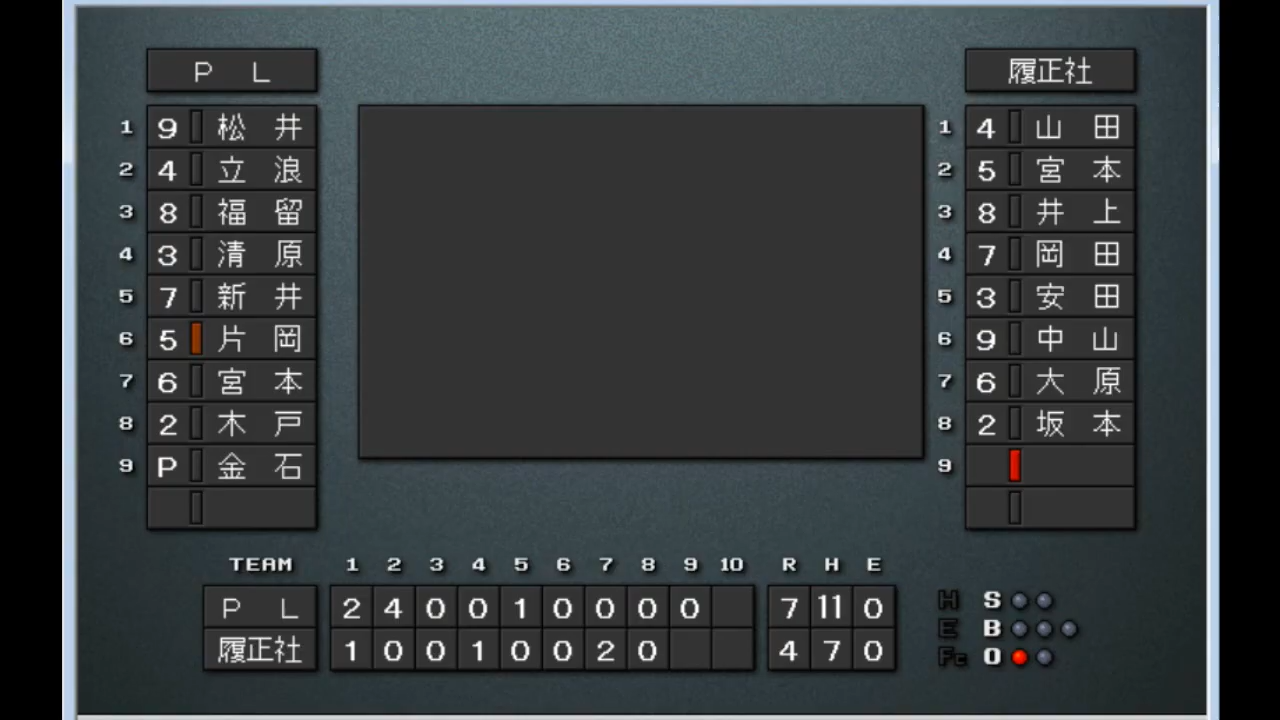 P L
1 9 松 井
2 4 立 浪
3 8 福 留
4 3 清 原
5 7 新 井
6 5 片 岡
7 6 宮 本
8 2 木 戸
9 P 金 石
履正社
1 4 山 田
2 5 宮 本
3 8 井 上
4 7 岡 田
5 3 安 田
6 9 中 山
7 6 大 原
8 2 坂 本
9
TEAM 1 2 3 4 5 6 7 8 9 10 R H E
P L 2 4 0 0 1 0 0 0 0 7 11 0
履正社 1 0 0 1 0 0 2 0 4 7 0
H S
E B
Fc O